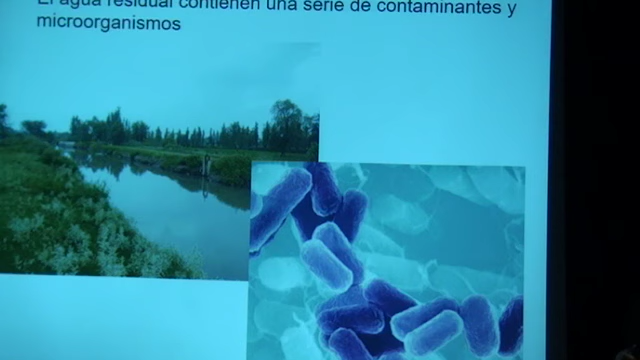 El agua residual contienen una serie de contaminantes y
microorganismos